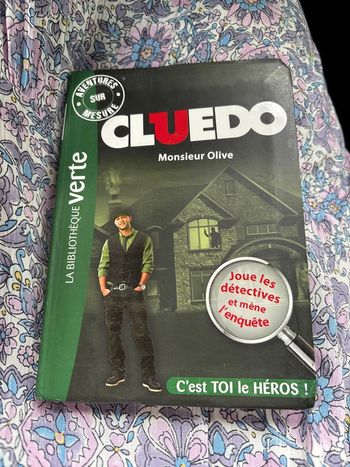 AVENTURES
SUR
MESURE
CLUEDO
Monsieur Olive
LA BIBLIOTHÈQUE verte
Joue les
détectives
et mène
l'enquête
C'est TOI le HÉROS !